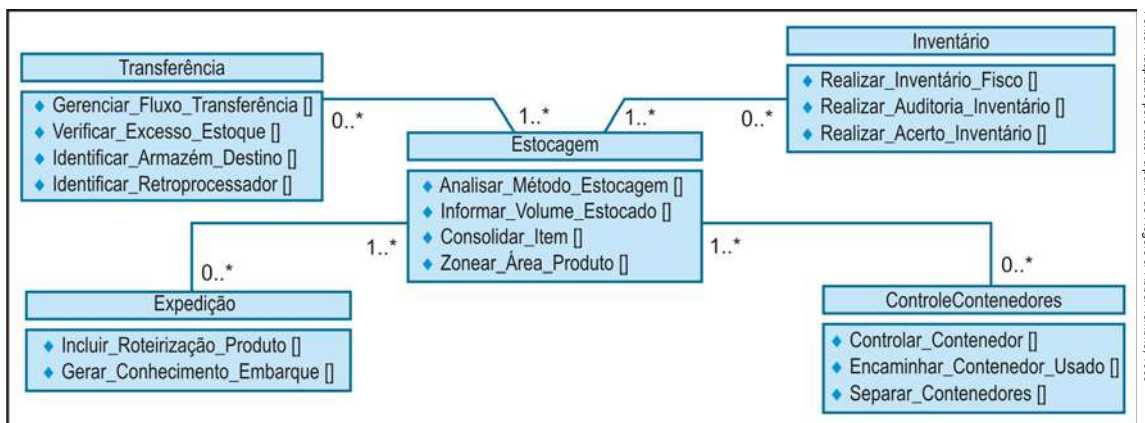 Transferência
Gerenciar_Fluxo_Transferência []
Verificar_Excesso_Estoque []
Identificar_Armazém_Destino []
Identificar_Retroprocessador []
0..*
1..*
Inventário
Realizar_Inventário_Fisco []
Realizar_Auditoria_Inventário []
Realizar_Acerto_Inventário []
1..*
0..*
Estocagem
Analisar_Método_Estocagem []
Informar_Volume_Estocado []
Consolidar_Item []
Zonear_Área_Produto []
1..*
1..*
0..*
0..*
Expedição
Incluir_Roteirização_Produto []
Gerar_Conhecimento_Embarque []
ControleContenedores
Controlar_Contenedor []
Encaminhar_Contenedor_Usado []
Separar_Contenedores []